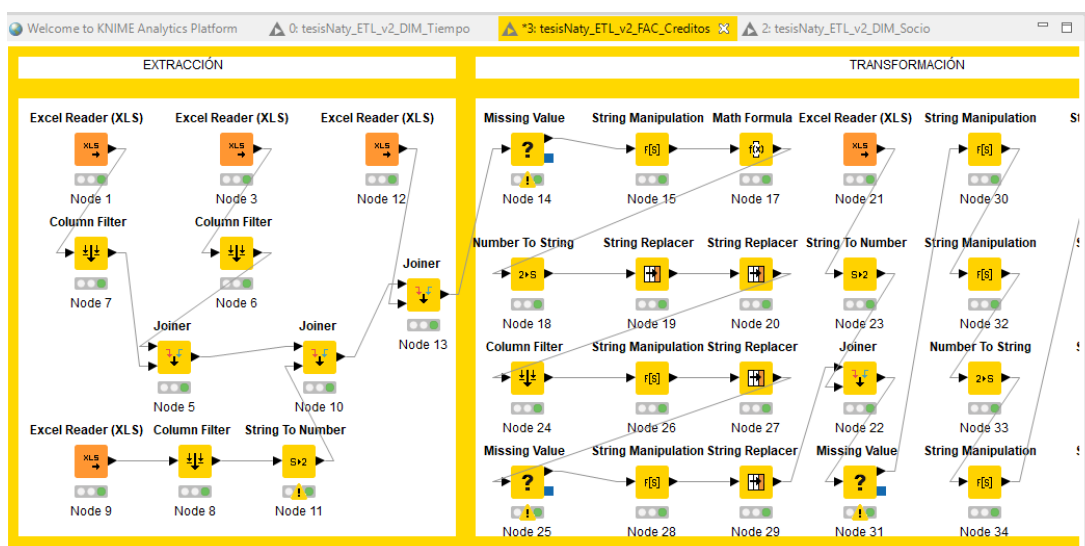 Welcome to KNIME Analytics Platform 0: tesisNaty_ETL_v2_DIM_Tiempo *3: tesisNaty_ETL_v2_FAC_Creditos 2: tesisNaty_ETL_v2_DIM_Socio
EXTRACCIÓN
Excel Reader (XLS) Excel Reader (XLS) Excel Reader (XLS)
XLS XLS XLS
Node 1 Node 3 Node 12
Column Filter Column Filter
Joiner
Node 7 Node 6
Node 13
Joiner Joiner
Node 5 Node 10
Excel Reader (XLS) Column Filter String To Number
XLS S▸2
Node 9 Node 8 Node 11
TRANSFORMACIÓN
Missing Value String Manipulation Math Formula Excel Reader (XLS) String Manipulation St
? F[S] f(x) XLS F[S]
Node 14 Node 15 Node 17 Node 21 Node 30
Number To String String Replacer String Replacer String To Number String Manipulation
2▸S S▸2 F[S]
Node 18 Node 19 Node 20 Node 23 Node 32
Column Filter String Manipulation String Replacer Joiner Number To String
F[S] 2▸S
Node 24 Node 26 Node 27 Node 22 Node 33
Missing Value String Manipulation String Replacer Missing Value String Manipulation
? F[S] ? F[S]
Node 25 Node 28 Node 29 Node 31 Node 34